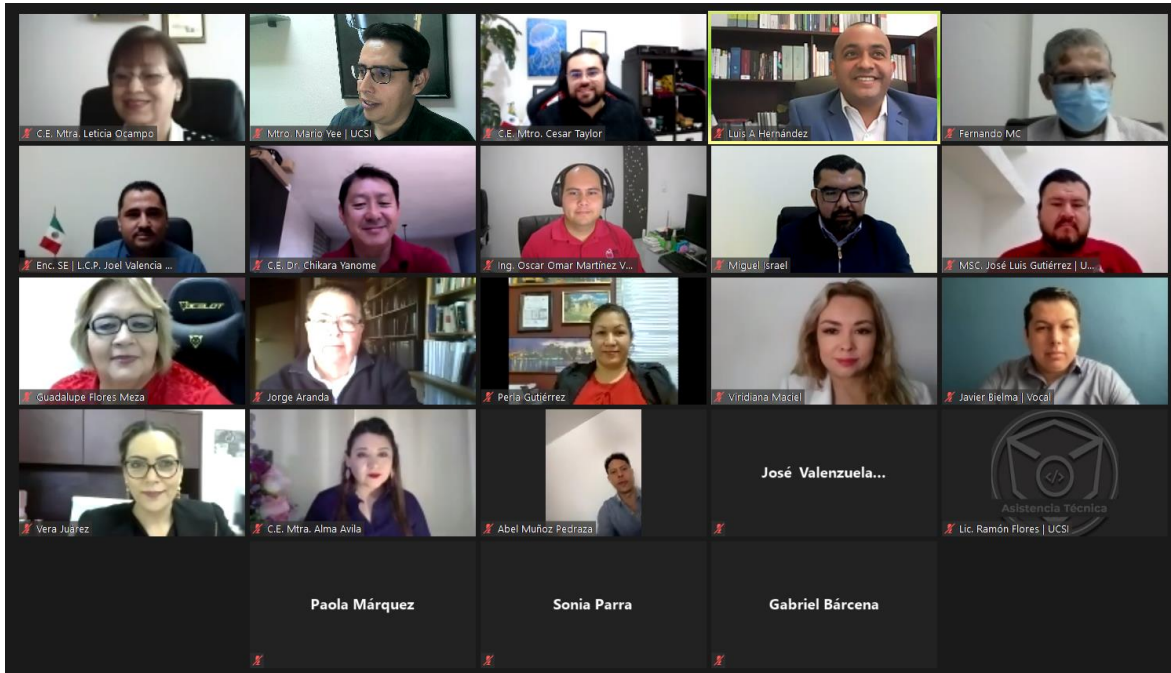 C.E. Mtra. Leticia Ocampo
Mtro. Mario Yee | UCSI
C.E. Mtro. Cesar Taylor
Luis A Hernández
Fernando MC
Enc. SE | L.C.P. Joel Valencia ...
C.E. Dr. Chikara Yanome
Ing. Oscar Omar Martínez V...
Miguel Israel
MSC. José Luis Gutiérrez | U...
OCELOT
Guadalupe Flores Meza
Jorge Aranda
Perla Gutiérrez
Viridiana Maciel
Javier Bielma | Vocal
Vera Juárez
C.E. Mtra. Alma Avila
Abel Muñoz Pedraza
José Valenzuela...
</>
Asistencia Técnica
Lic. Ramón Flores | UCSI
Paola Márquez
Sonia Parra
Gabriel Bárcena